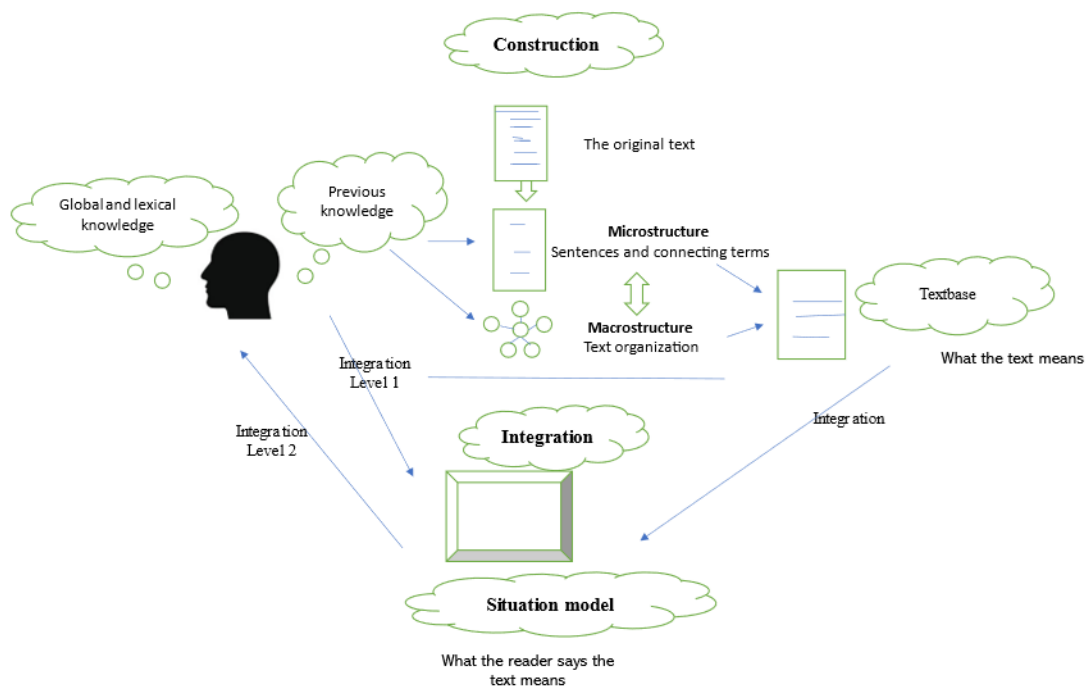 Construction
The original text
Previous
knowledge
Global and lexical
knowledge
Microstructure
Sentences and connecting terms
Textbase
Macrostructure
Text organization
What the text means
Integration
Level 1
Integration
Integration
Level 2
Integration
Situation model
What the reader says the
text means